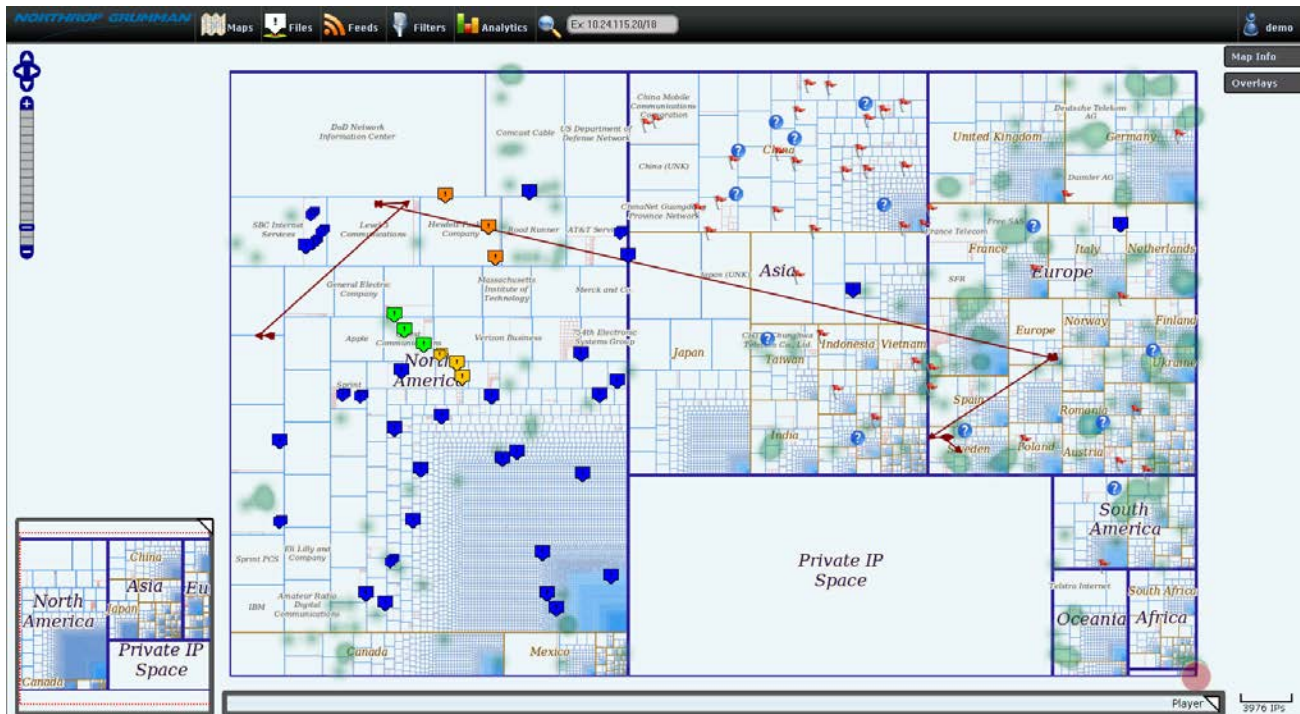 NORTHROP GRUMMAN
Maps
Files
Feeds
Filters
Analytics
Ex: 10.24.115.20/18
demo
Map Info
Overlays
DoD Network
Information Center
Comcast Cable
US Department of
Defense Network
SBC Internet
Services
Level 3
Communications
Company
Road Runner
General Electric
Company
Massachusetts
Institute of
Technology
Merck and Co.
Apple
Verizon Business
754th Electronic
Systems Group
North
America
Sprint
Sprint PCS
Eli Lilly and
Company
IBM
Amateur Radio
Digital
Communications
Canada
Mexico
China Mobile
Communications
Corporation
China
China (UNK)
ChinaNet Guangdong
Province Network
Japan (UNK)
Asia
Japan
Taiwan
Indonesia
Vietnam
India
United Kingdom
Deutsche Telekom
AG
Germany
Daimler AG
Free SAS
France Telecom
France
Italy
Netherlands
SFR
Europe
Europe
Norway
Finland
Ukraine
Spain
Romania
Sweden
Poland
Austria
Private IP
Space
South
America
Telstra Internet
Oceania
South Africa
Africa
China
Asia
Eu
North
America
Japan
Private IP
Space
Canada
Player
3976 IPs